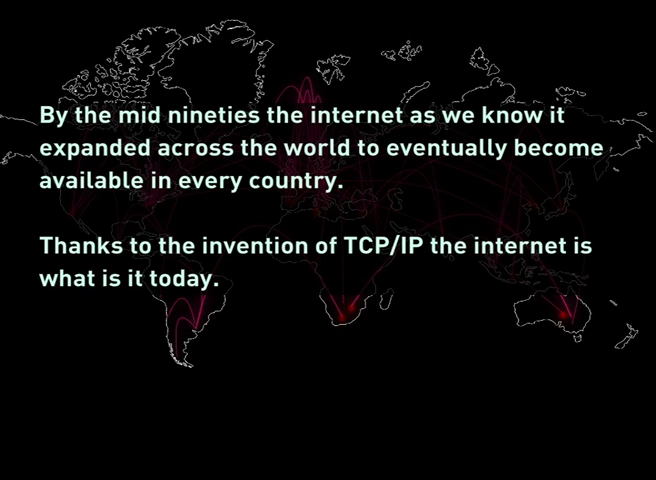 By the mid nineties the internet as we know it
expanded across the world to eventually become
available in every country.
Thanks to the invention of TCP/IP the internet is
what is it today.